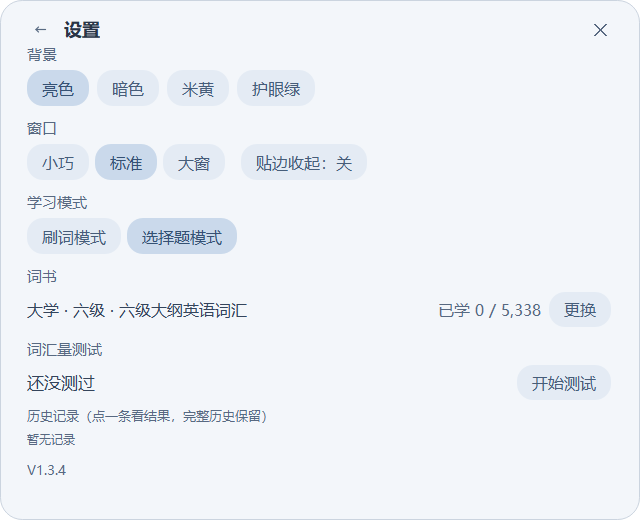 ← 设置
背景
亮色 暗色 米黄 护眼绿
窗口
小巧 标准 大窗 贴边收起：关
学习模式
刷词模式 选择题模式
词书
大学 · 六级 · 六级大纲英语词汇 已学 0 / 5,338 更换
词汇量测试
还没测过 开始测试
历史记录（点一条看结果，完整历史保留）
暂无记录
V1.3.4